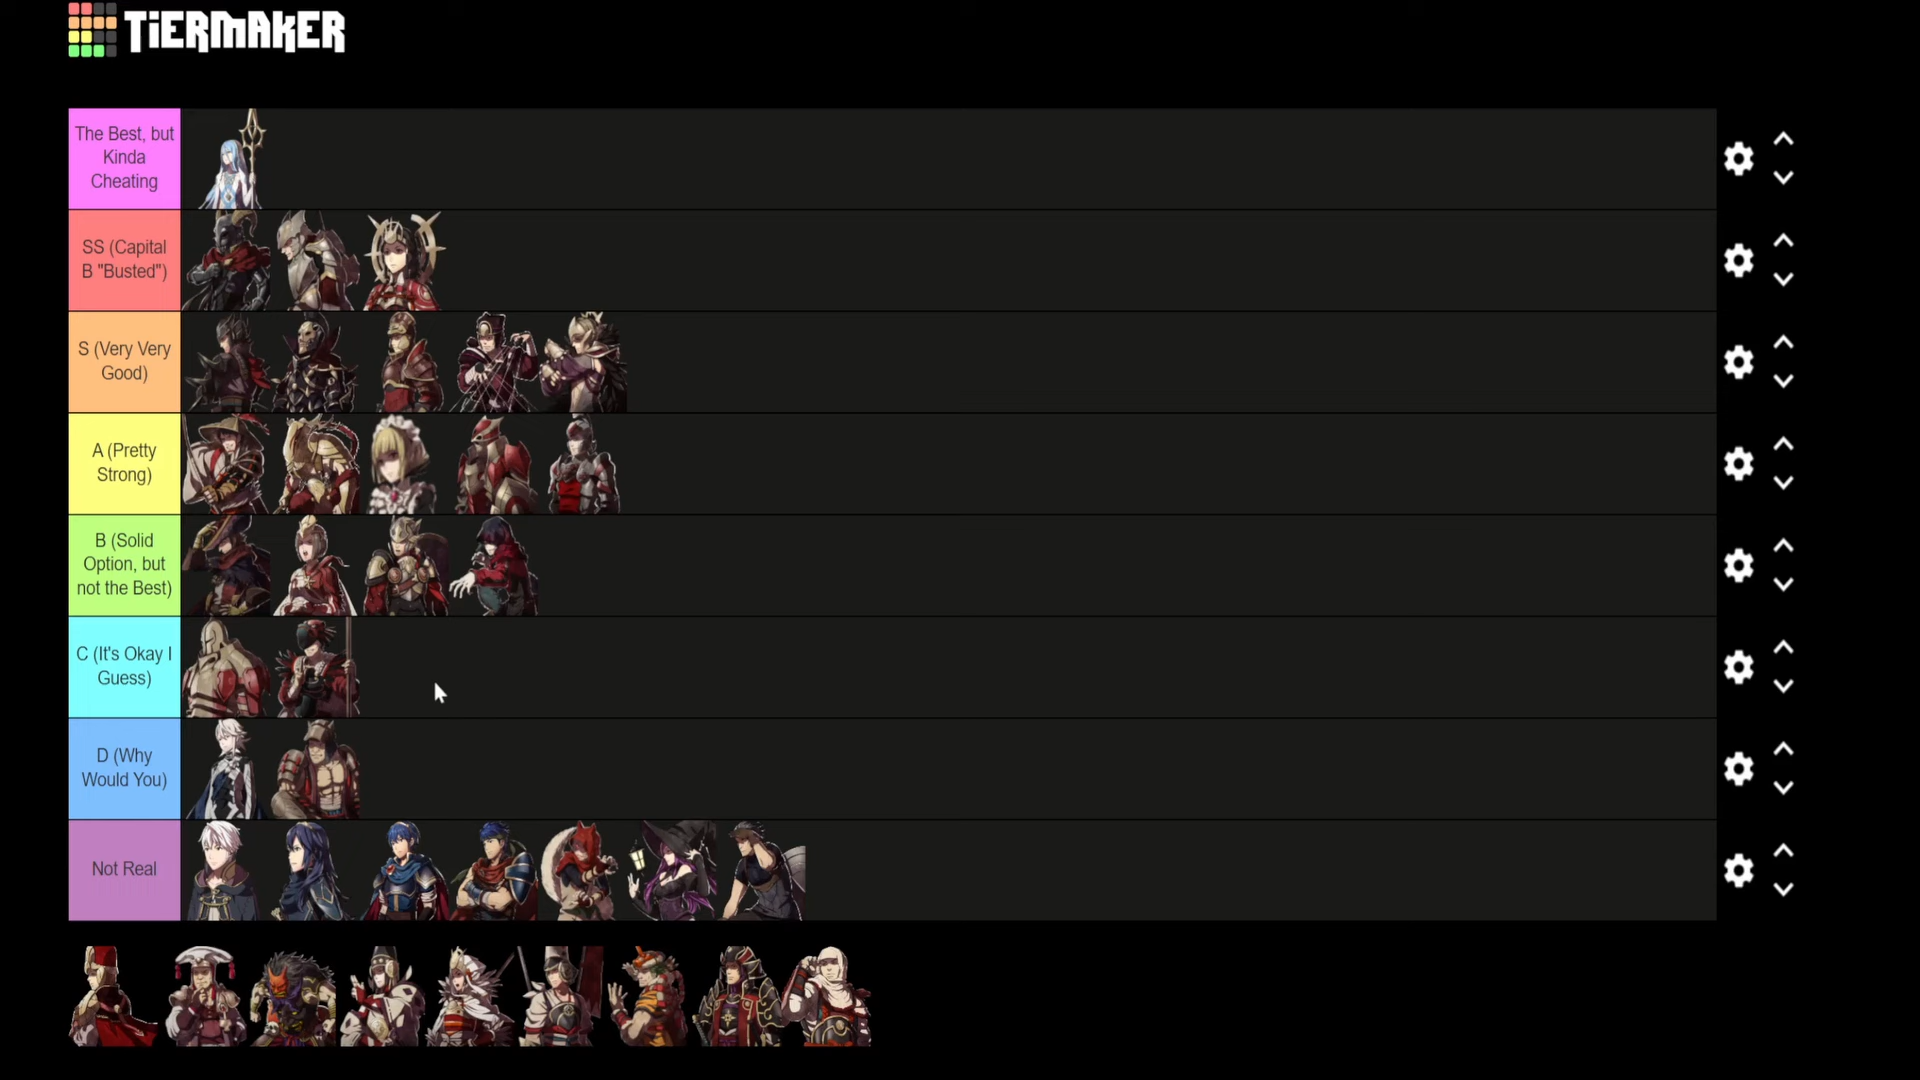 TiERMAKER
The Best, but
Kinda
Cheating
SS (Capital
B "Busted")
S (Very Very
Good)
A (Pretty
Strong)
B (Solid
Option, but
not the Best)
C (It's Okay I
Guess)
D (Why
Would You)
Not Real